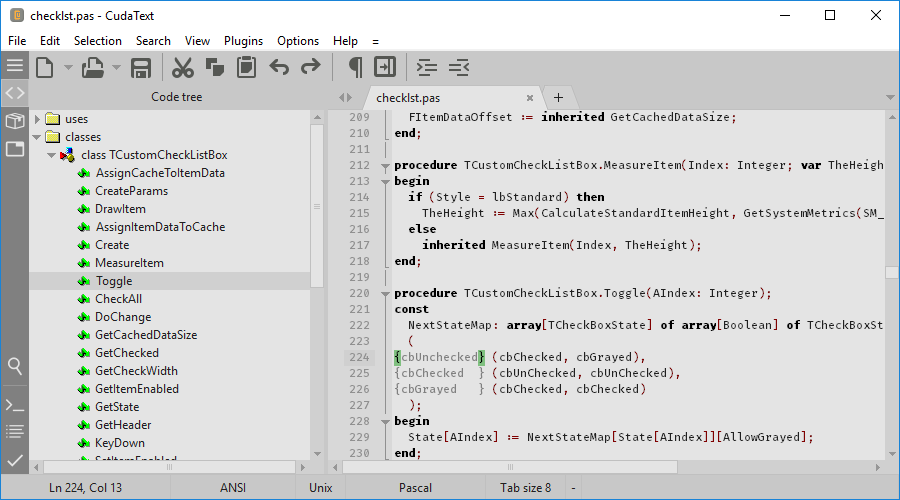 checklst.pas - CudaText
File Edit Selection Search View Plugins Options Help =
Code tree
uses
classes
class TCustomCheckListBox
AssignCacheToItemData
CreateParams
DrawItem
AssignItemDataToCache
Create
MeasureItem
Toggle
CheckAll
DoChange
GetCachedDataSize
GetChecked
GetCheckWidth
GetItemEnabled
GetState
GetHeader
KeyDown
SetItemEnabled
checklst.pas
209 FItemDataOffset := inherited GetCachedDataSize;
210 end;
211
212 procedure TCustomCheckListBox.MeasureItem(Index: Integer; var TheHeigh
213 begin
214 if (Style = lbStandard) then
215 TheHeight := Max(CalculateStandardItemHeight, GetSystemMetrics(SM_
216 else
217 inherited MeasureItem(Index, TheHeight);
218 end;
219
220 procedure TCustomCheckListBox.Toggle(AIndex: Integer);
221 const
222 NextStateMap: array[TCheckBoxState] of array[Boolean] of TCheckBoxSt
223 (
224 {cbUnchecked} (cbChecked, cbGrayed),
225 {cbChecked } (cbUnChecked, cbUnChecked),
226 {cbGrayed } (cbChecked, cbChecked)
227 );
228 begin
229 State[AIndex] := NextStateMap[State[AIndex]][AllowGrayed];
230 end;
Ln 224, Col 13 ANSI Unix Pascal Tab size 8 -